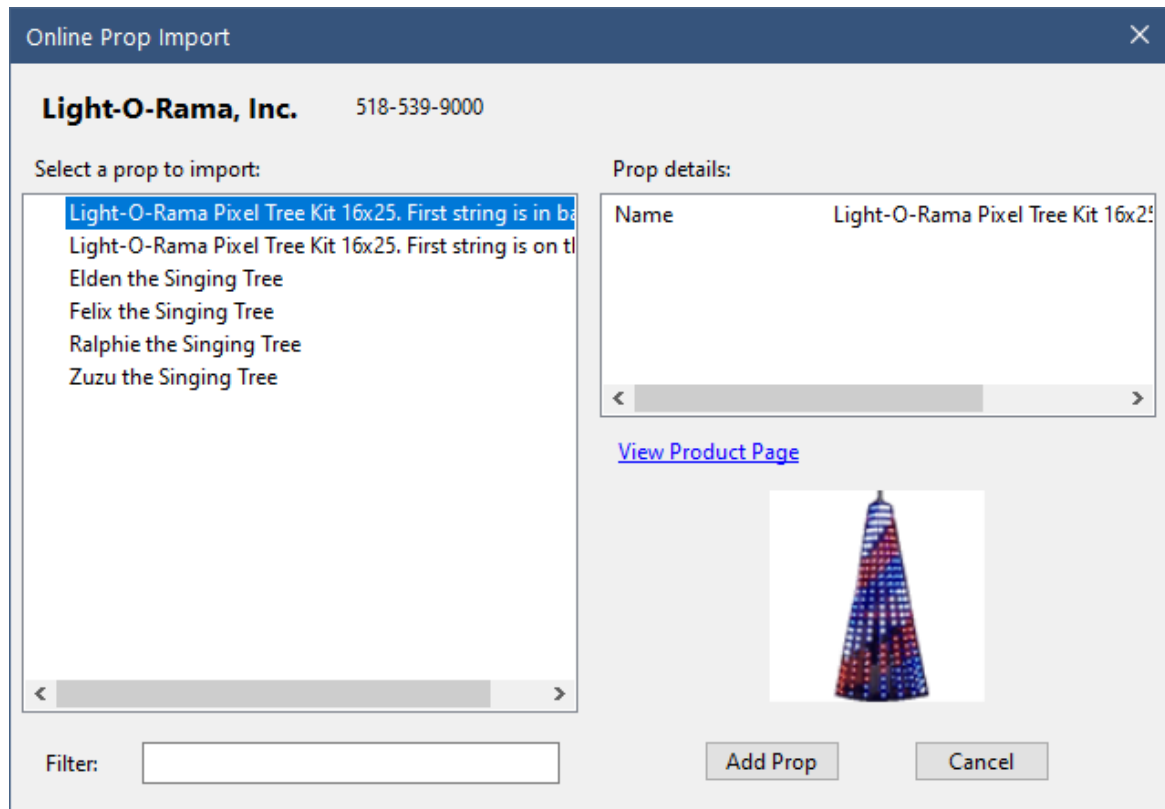 Online Prop Import
Light-O-Rama, Inc. 518-539-9000
Select a prop to import:
Light-O-Rama Pixel Tree Kit 16x25. First string is in
Light-O-Rama Pixel Tree Kit 16x25. First string is on
Elden the Singing Tree
Felix the Singing Tree
Ralphie the Singing Tree
Zuzu the Singing Tree
Filter:
Prop details:
Name Light-O-Rama Pixel Tree Kit 16x25
View Product Page
Add Prop Cancel